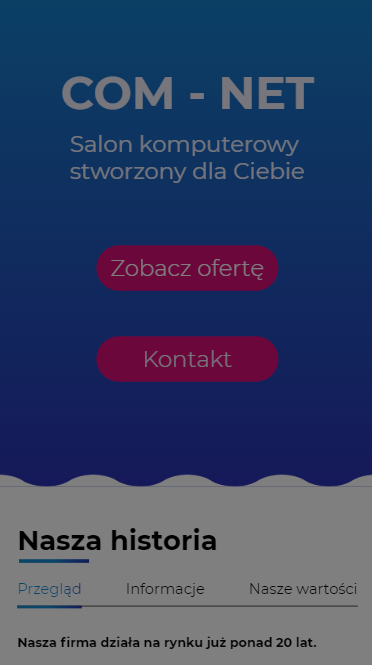 COM - NET
Salon komputerowy
stworzony dla Ciebie
Zobacz ofertę
Kontakt
Nasza historia
Przegląd Informacje Nasze wartości
Nasza firma działa na rynku już ponad 20 lat.